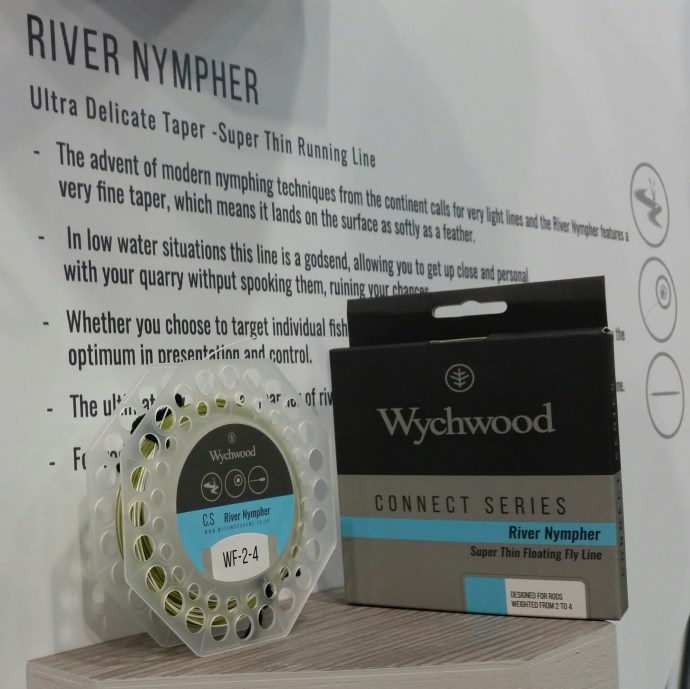 RIVER NYMPHER
Ultra Delicate Taper -Super Thin Running Line
- The advent of modern nymphing techniques from the continent calls for very light lines and the River Nympher features a
very fine taper, which means it lands on the surface as softly as a feather.
- In low water situations this line is a godsend, allowing you to get up close and personal
with your quarry withput spooking them, ruining your chances
- Whether you choose to target individual fish the
optimum in presentation and control.
- The of riv
- Fo
Wychwood
C.S River Nympher
WF-2-4
Wychwood
CONNECT SERIES
River Nympher
Super Thin Floating Fly Line
DESIGNED FOR RODS
WEIGHTED FROM 2 TO 4